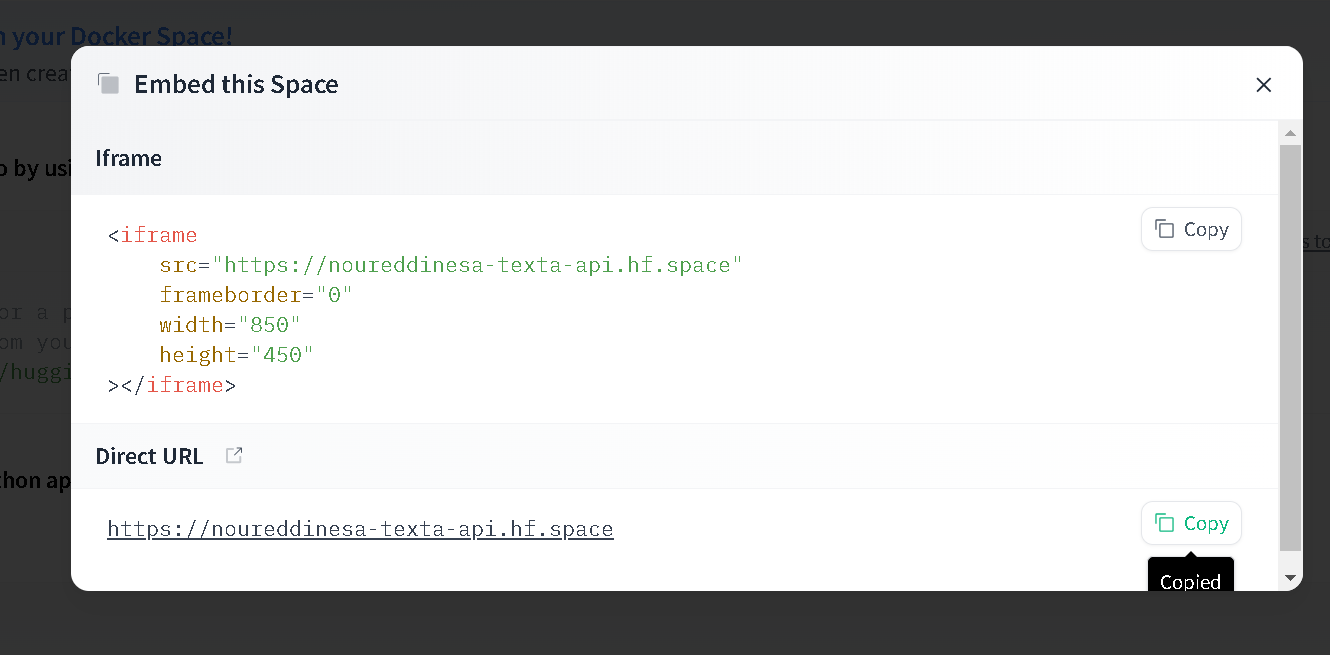 n your Docker Space!
en crea
Embed this Space
Iframe
o by usi
<iframe
src="https://noureddinesa-texta-api.hf.space"
frameborder="0"
width="850"
height="450"
></iframe>
Copy
s to
or a p
om you
/huggi
Direct URL
thon ap
https://noureddinesa-texta-api.hf.space
Copy
Copied